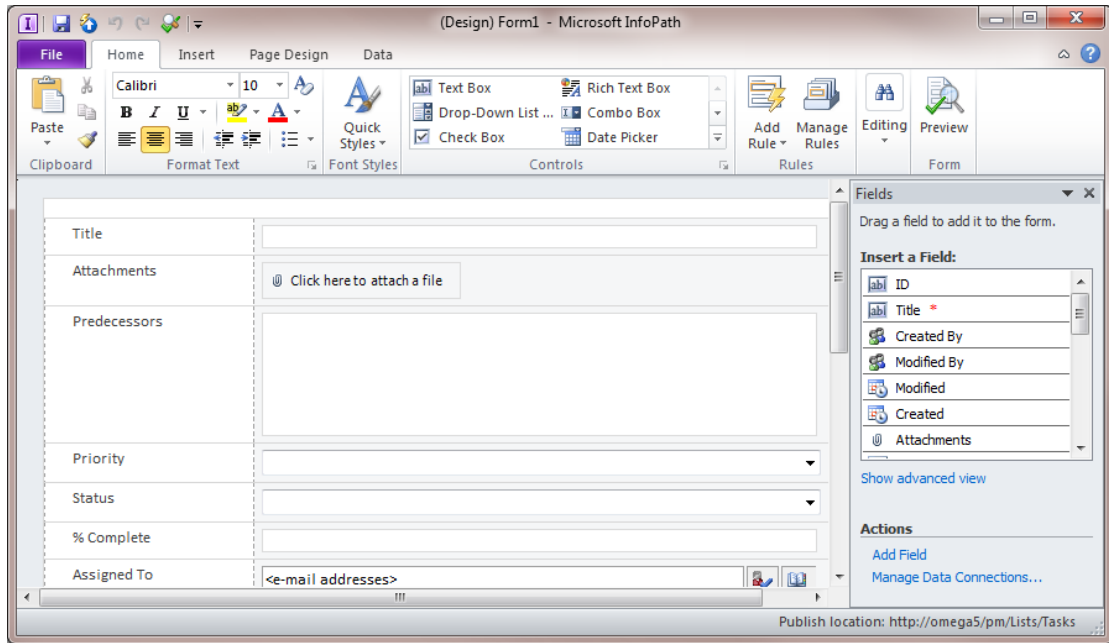 (Design) Form1 - Microsoft InfoPath
File Home Insert Page Design Data
Calibri 10
Paste
B I U
Quick Styles
Text Box Rich Text Box
Drop-Down List ... Combo Box
Check Box Date Picker
Add Rule
Manage Rules
Editing
Preview
Clipboard Format Text Font Styles Controls Rules Form
Title
Attachments
Click here to attach a file
Predecessors
Priority
Status
% Complete
Assigned To
<e-mail addresses>
Fields
Drag a field to add it to the form.
Insert a Field:
ID
Title *
Created By
Modified By
Modified
Created
Attachments
Show advanced view
Actions
Add Field
Manage Data Connections...
Publish location: http://omega5/pm/Lists/Tasks